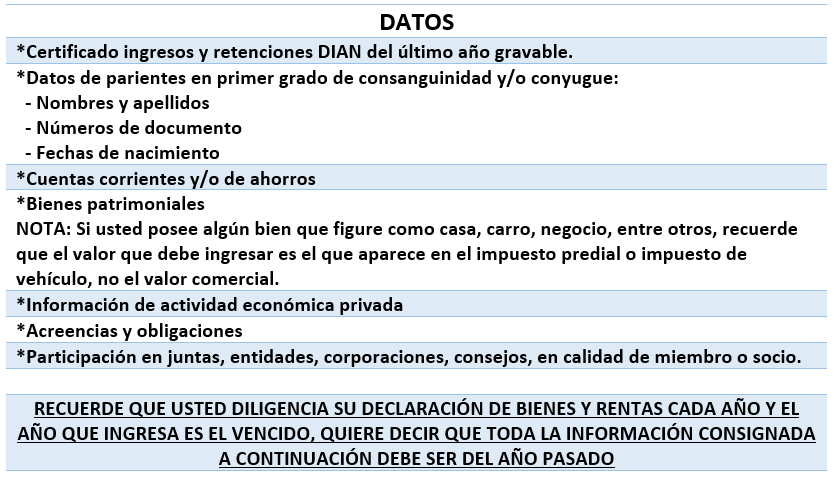 DATOS
*Certificado ingresos y retenciones DIAN del último año gravable.
*Datos de parientes en primer grado de consanguinidad y/o conyugue:
- Nombres y apellidos
- Números de documento
- Fechas de nacimiento
*Cuentas corrientes y/o de ahorros
*Bienes patrimoniales
NOTA: Si usted posee algún bien que figure como casa, carro, negocio, entre otros, recuerde
que el valor que debe ingresar es el que aparece en el impuesto predial o impuesto de
vehículo, no el valor comercial.
*Información de actividad económica privada
*Acreencias y obligaciones
*Participación en juntas, entidades, corporaciones, consejos, en calidad de miembro o socio.
RECUERDE QUE USTED DILIGENCIA SU DECLARACIÓN DE BIENES Y RENTAS CADA AÑO Y EL
AÑO QUE INGRESA ES EL VENCIDO, QUIERE DECIR QUE TODA LA INFORMACIÓN CONSIGNADA
A CONTINUACIÓN DEBE SER DEL AÑO PASADO